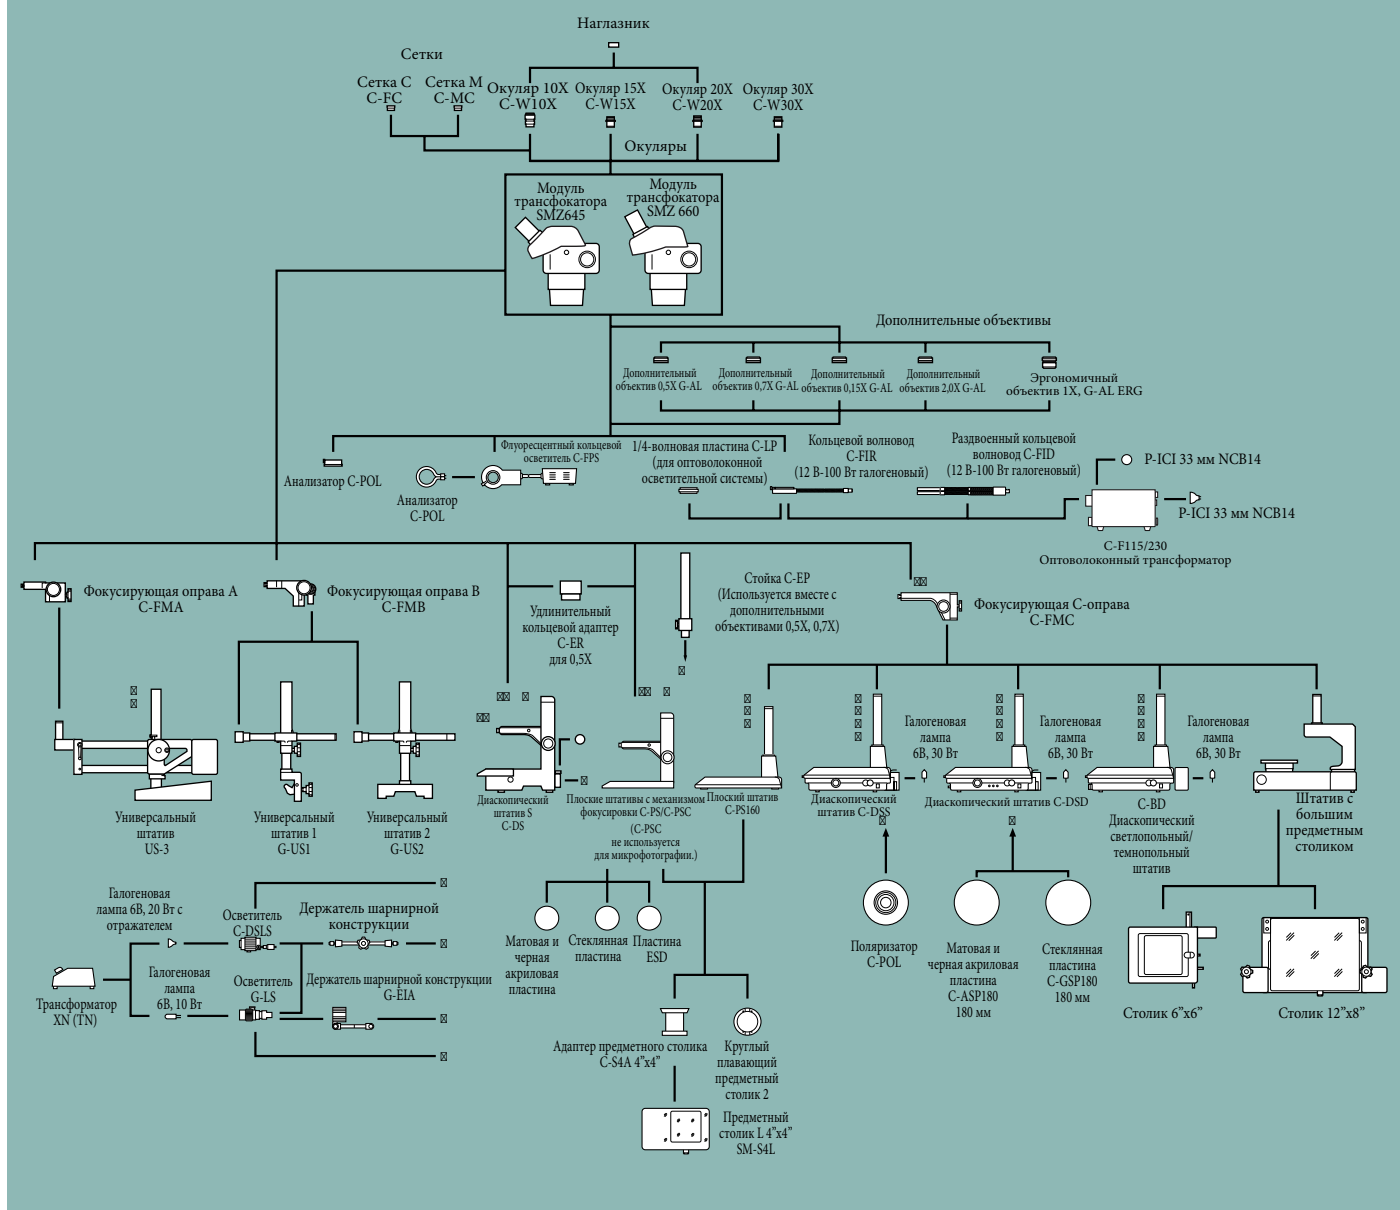 Наглазник
Сетки
Сетка C
C-FC
Сетка M
C-MC
Окуляр 10X
C-W10X
Окуляр 15X
C-W15X
Окуляр 20X
C-W20X
Окуляр 30X
C-W30X
Окуляры
Модуль
трансфокатора
SMZ645
Модуль
трансфокатора
SMZ 660
Дополнительные объективы
Дополнительный
объектив 0,5X G-AL
Дополнительный
объектив 0,7X G-AL
Дополнительный
объектив 0,15X G-AL
Дополнительный
объектив 2,0X G-AL
Эргономичный
объектив 1X, G-AL ERG
Анализатор C-POL
Анализатор
C-POL
Флуоресцентный кольцевой
осветитель C-FPS
1/4-волновая пластина C-LP
(для оптоволоконной
осветительной системы)
Кольцевой волновод
C-FIR
(12 В-100 Вт галогеновый)
Раздвоенный кольцевой
волновод C-FID
(12 В-100 Вт галогеновый)
P-ICI 33 мм NCB14
P-ICI 33 мм NCB14
C-F115/230
Оптоволоконный трансформатор
Фокусирующая оправа A
C-FMA
Фокусирующая оправа B
C-FMB
Удлинительный
кольцевой адаптер
C-ER
для 0,5X
Стойка C-EP
(Используется вместе с
дополнительными
объективами 0,5X, 0,7X)
Фокусирующая C-оправа
C-FMC
Универсальный
штатив
US-3
Универсальный
штатив 1
G-US1
Универсальный
штатив 2
G-US2
Диаскопический
штатив S
C-DS
Плоские штативы с механизмом
фокусировки C-PS/C-PSC
(C-PSC
не используется
для микрофотографии.)
Плоский штатив
C-PS160
Диаскопический
штатив C-DSS
Галогеновая
лампа
6В, 30 Вт
Диаскопический штатив C-DSD
Галогеновая
лампа
6В, 30 Вт
C-BD
Диаскопический
светлопольный/
темнопольный
штатив
Галогеновая
лампа
6В, 30 Вт
Штатив с
большим
предметным
столиком
Галогеновая
лампа 6В, 20 Вт с
отражателем
Осветитель
C-DSLS
Держатель шарнирной
конструкции
Трансформатор
XN (TN)
Галогеновая
лампа
6В, 10 Вт
Осветитель
G-LS
Держатель шарнирной конструкции
G-EIA
Матовая и
черная
акриловая
пластина
Стеклянная
пластина
Пластина
ESD
Поляризатор
C-POL
Матовая и
черная акриловая
пластина
C-ASP180
180 мм
Стеклянная
пластина
C-GSP180
180 мм
Столик 6”x6”
Столик 12”x8”
Адаптер предметного столика
C-S4A 4”x4”
Круглый
плавающий
предметный
столик 2
Предметный
столик L 4”x4”
SM-S4L